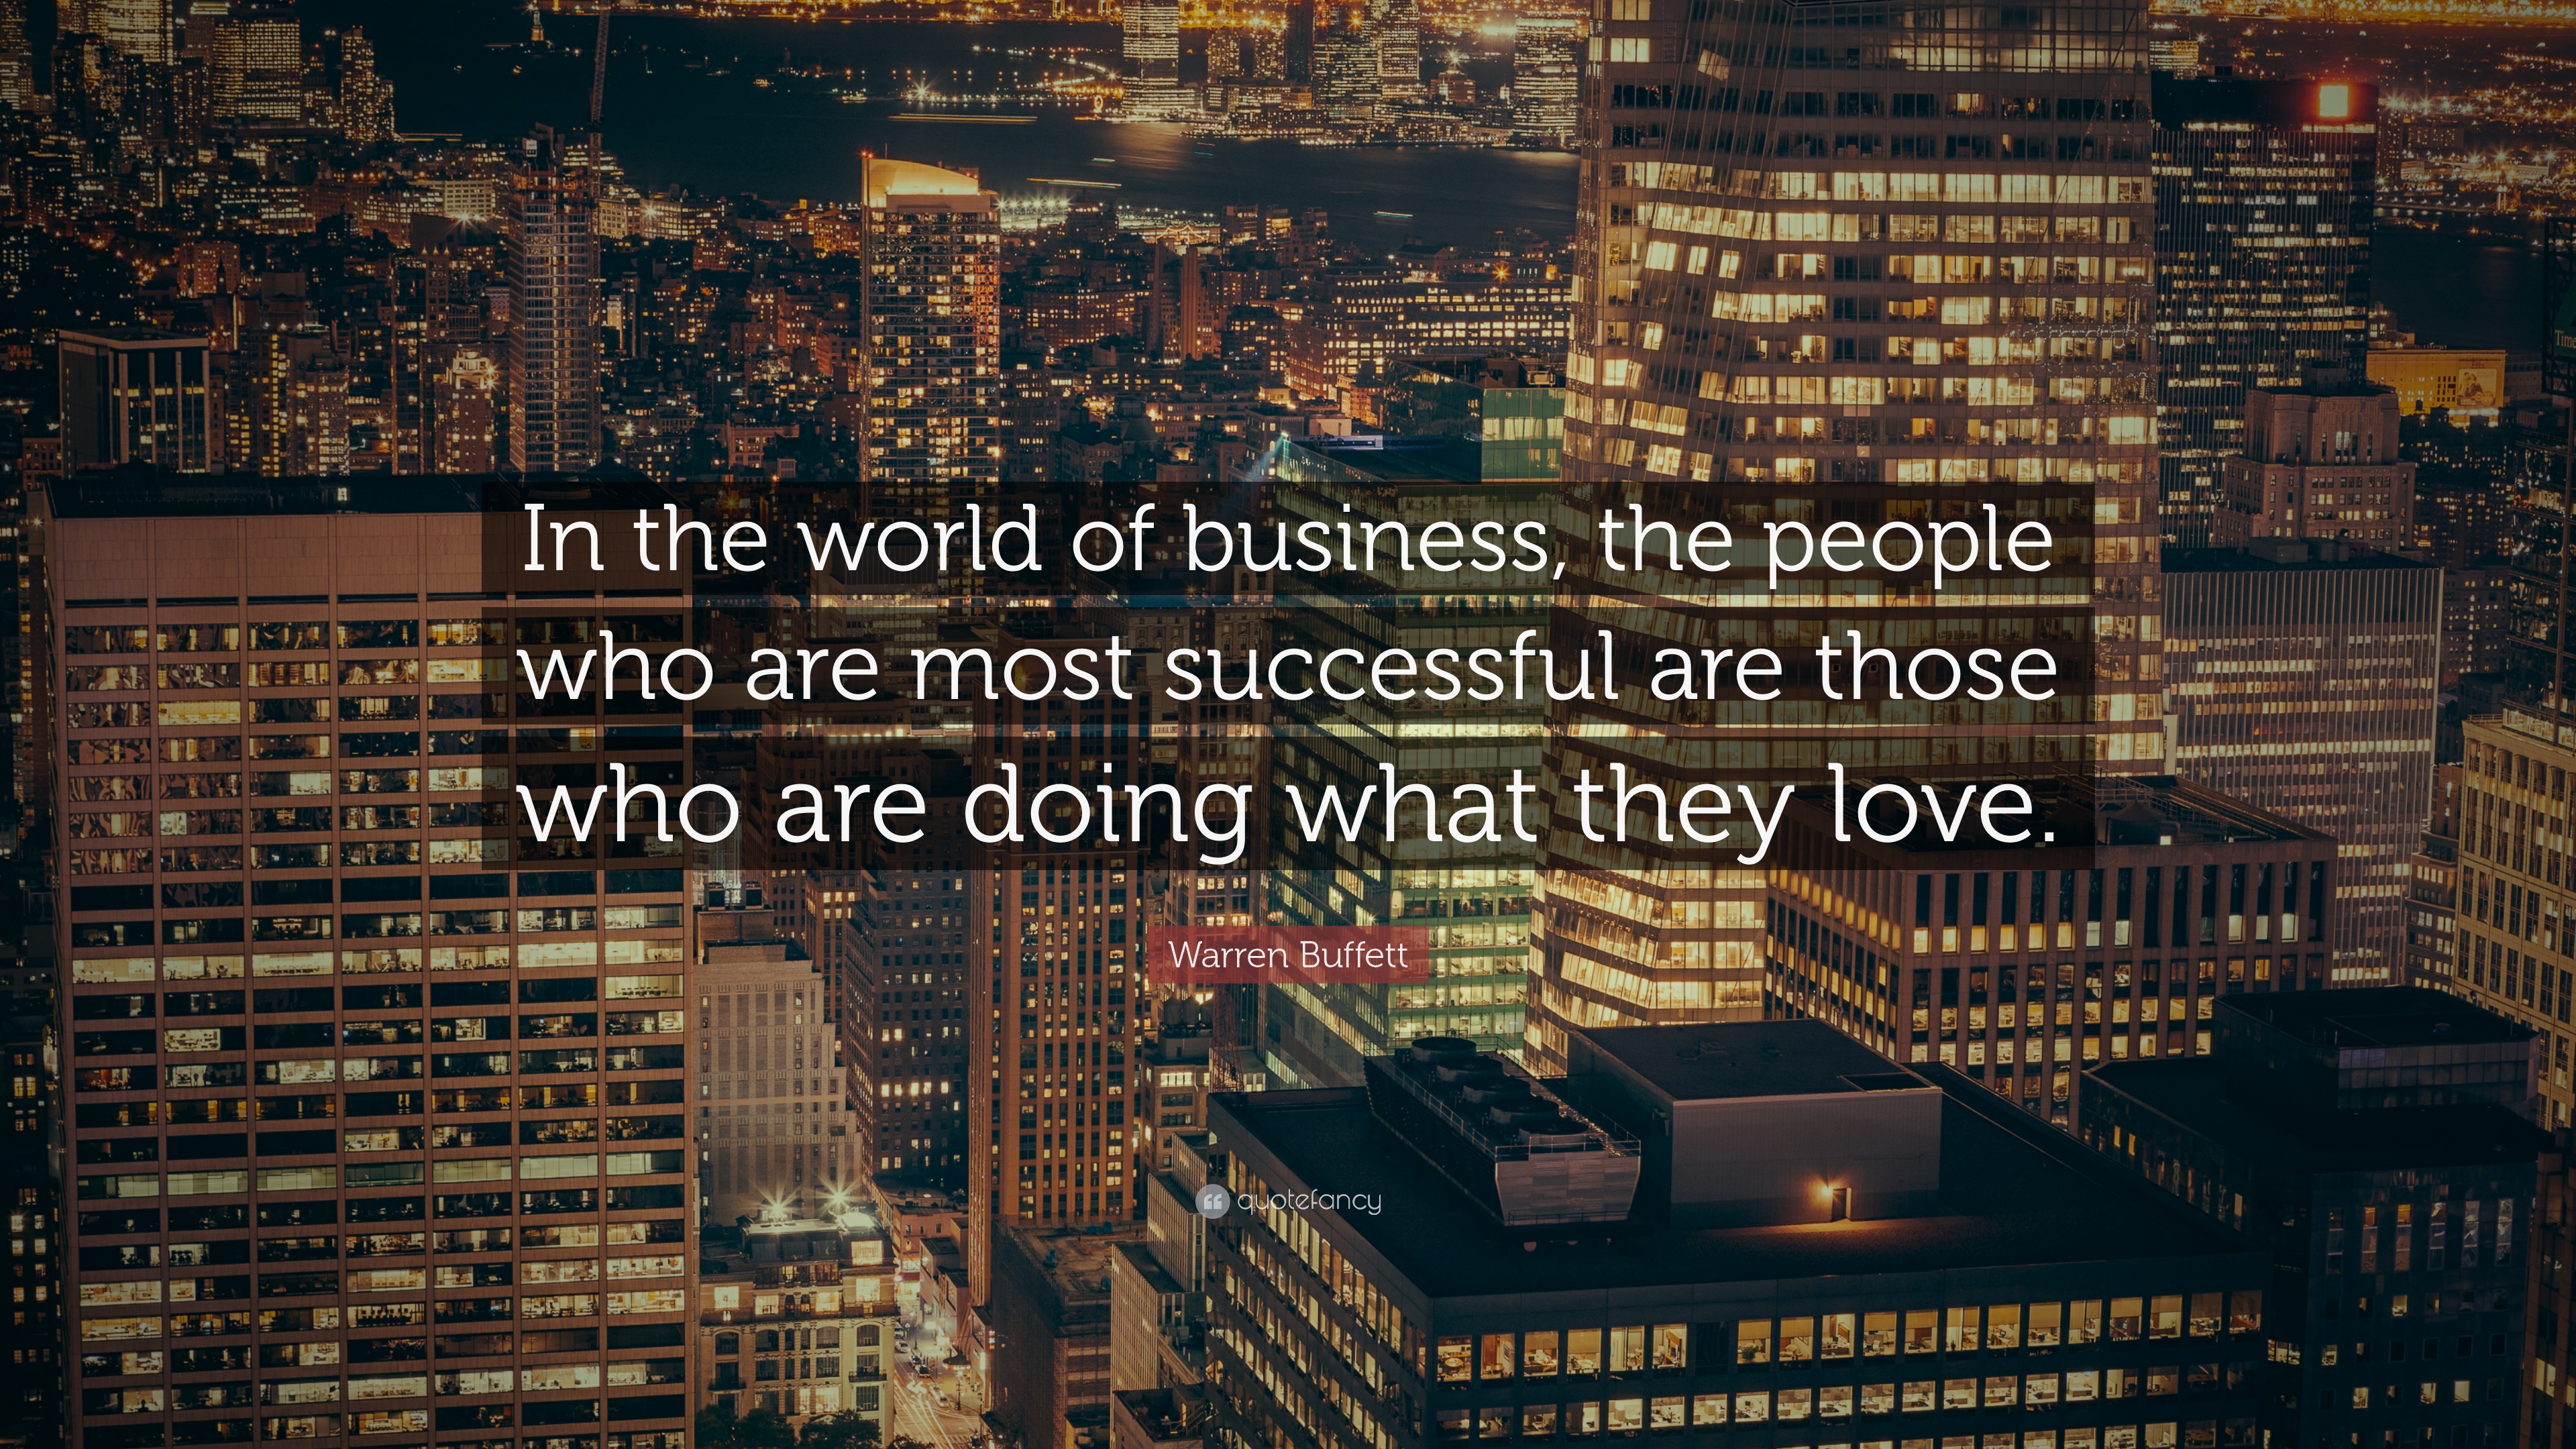 In the world of business, the people
who are most successful are those
who are doing what they love.
Warren Buffett
quotefancy